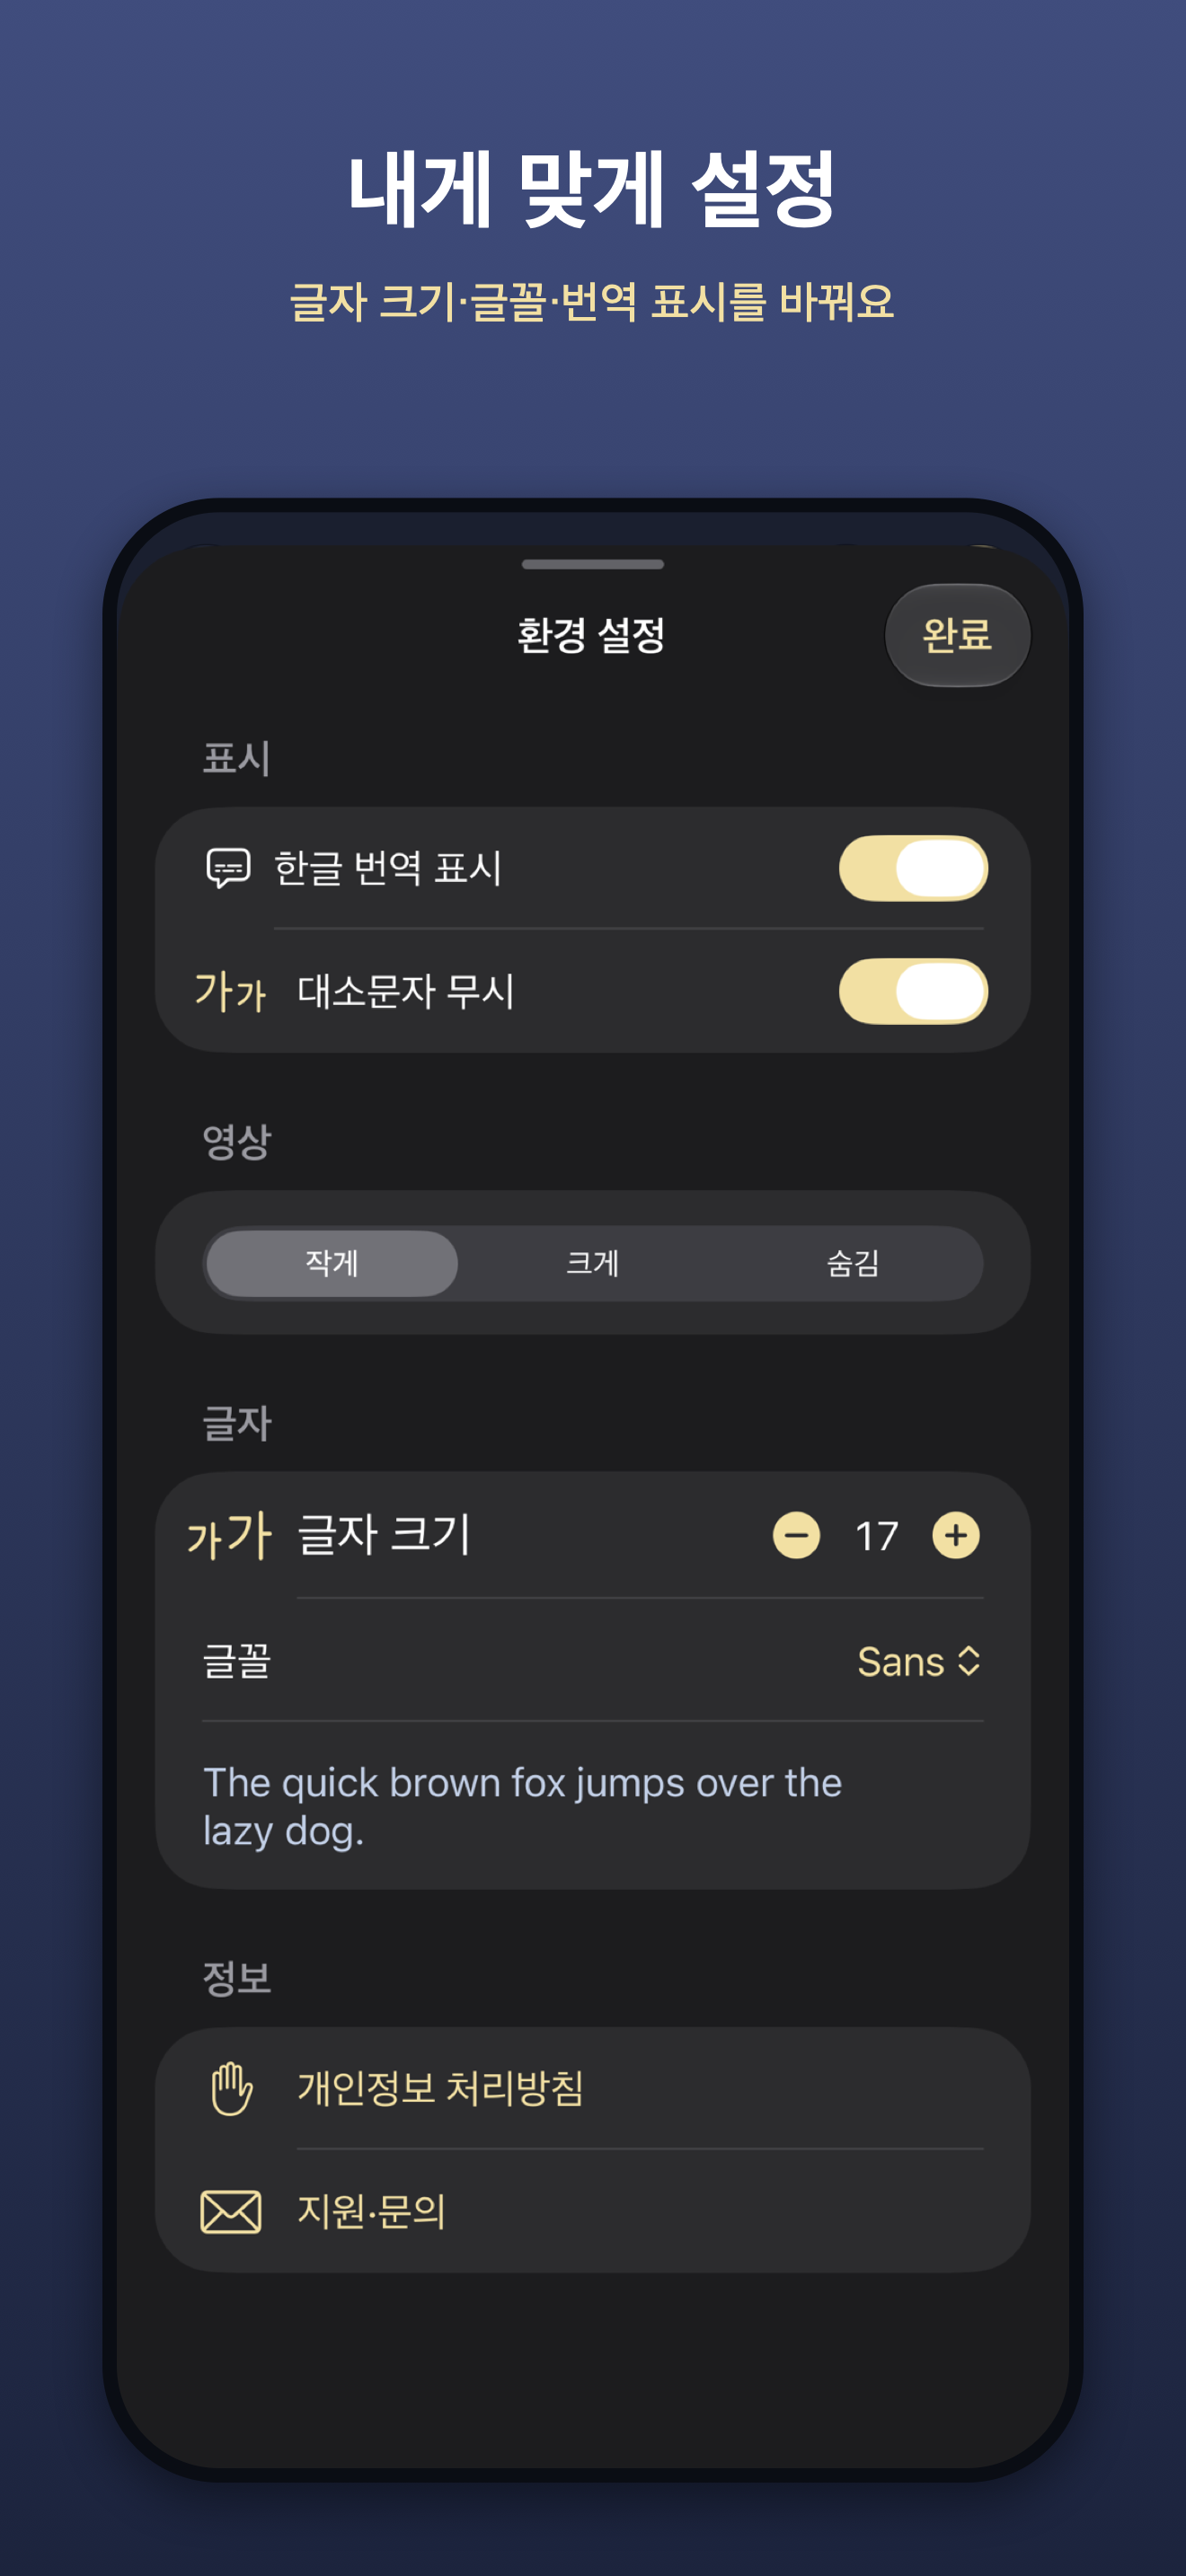 내게 맞게 설정
글자 크기·글꼴·번역 표시를 바꿔요
환경 설정
완료
표시
한글 번역 표시
가가 대소문자 무시
영상
작게 크게 숨김
글자
가가 글자 크기 17
글꼴 Sans
The quick brown fox jumps over the
lazy dog.
정보
개인정보 처리방침
지원·문의